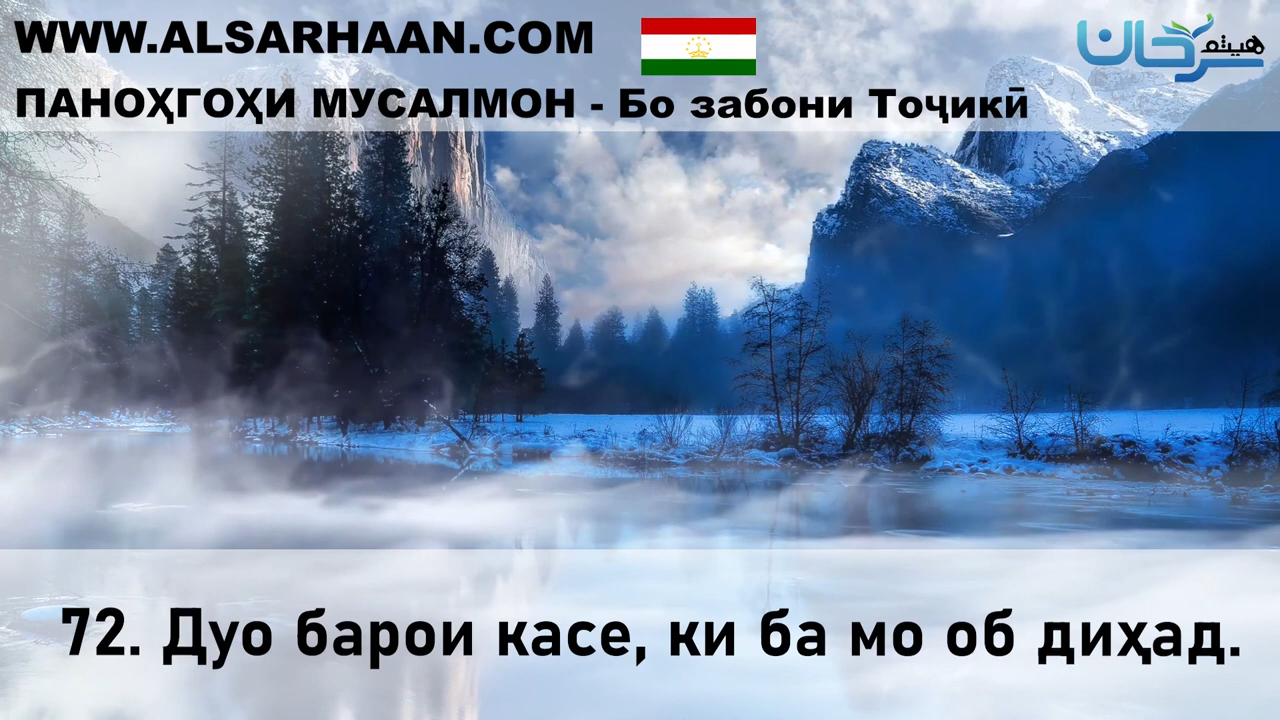 WWW.ALSARHAAN.COM
هيثم
سرحان
ПАНОҲГОҲИ МУСАЛМОН - Бо забони Тоҷикӣ
72. Дуо барои касе, ки ба мо об диҳад.